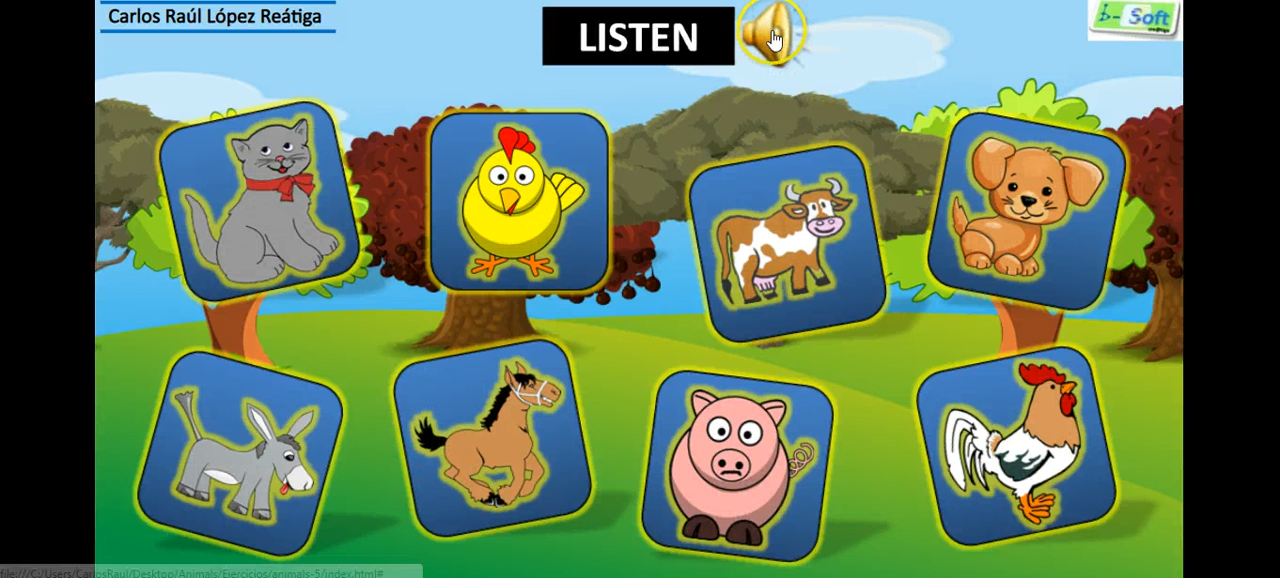 Carlos Raúl López Reátiga
LISTEN
b-Soft
file:///C:/Users/CarlosRaul/Desktop/Animals/Ejercicios/animals-5/index.html#